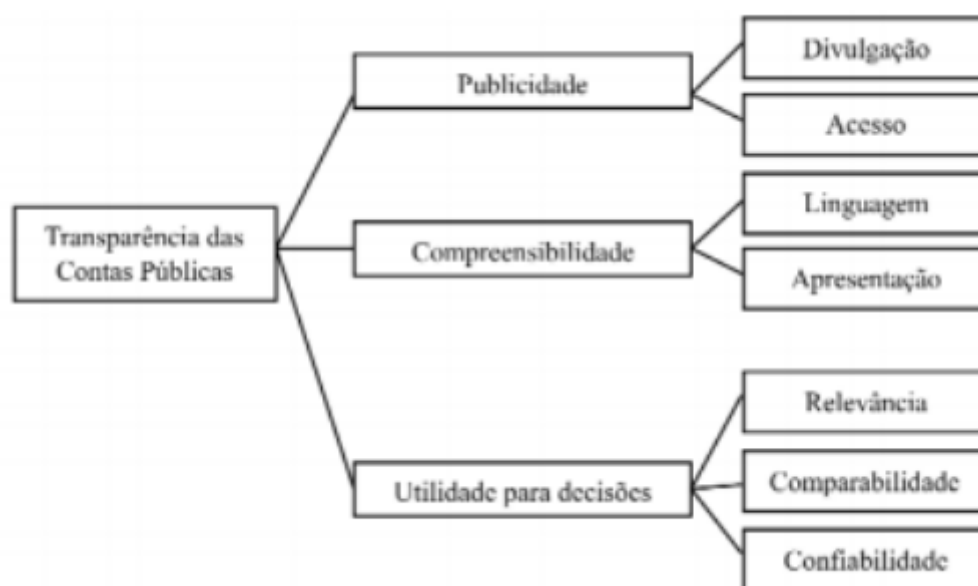 Transparência das
Contas Públicas
Publicidade
Divulgação
Acesso
Compreensibilidade
Linguagem
Apresentação
Utilidade para decisões
Relevância
Comparabilidade
Confiabilidade